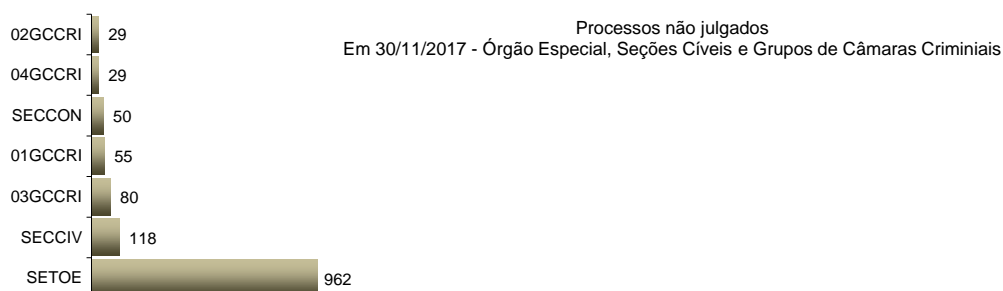 Processos não julgados
Em 30/11/2017 - Órgão Especial, Seções Cíveis e Grupos de Câmaras Criminiais
02GCCRI 29
04GCCRI 29
SECCON 50
01GCCRI 55
03GCCRI 80
SECCIV 118
SETOE 962